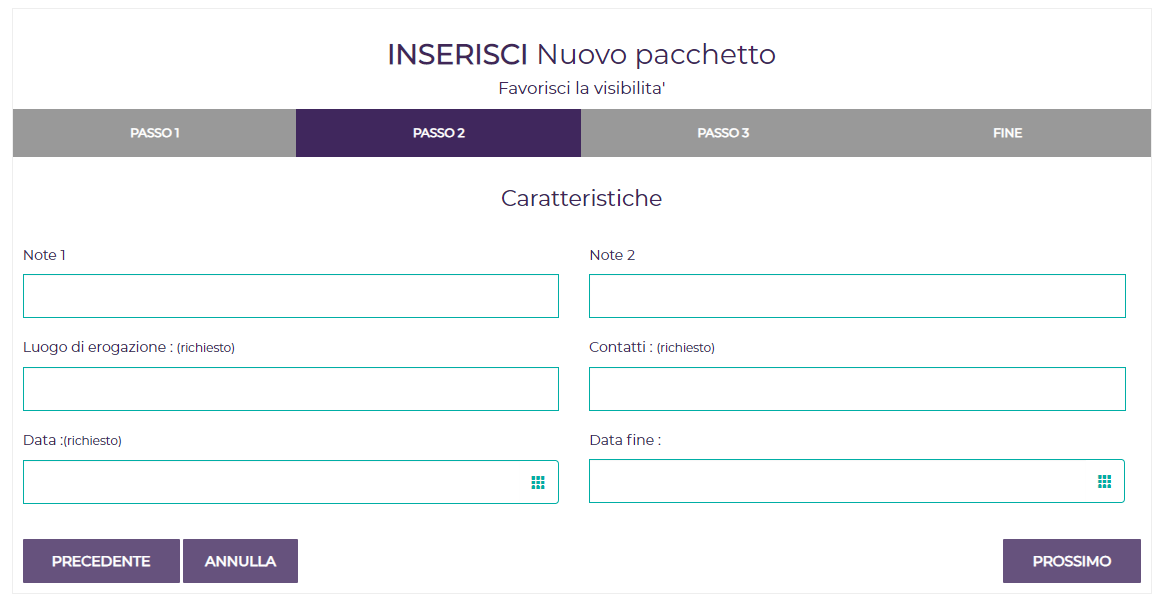 INSERISCI Nuovo pacchetto
Favorisci la visibilita'
PASSO 1 PASSO 2 PASSO 3 FINE
Caratteristiche
Note 1 Note 2
Luogo di erogazione : (richiesto) Contatti : (richiesto)
Data :(richiesto) Data fine :
PRECEDENTE ANNULLA PROSSIMO